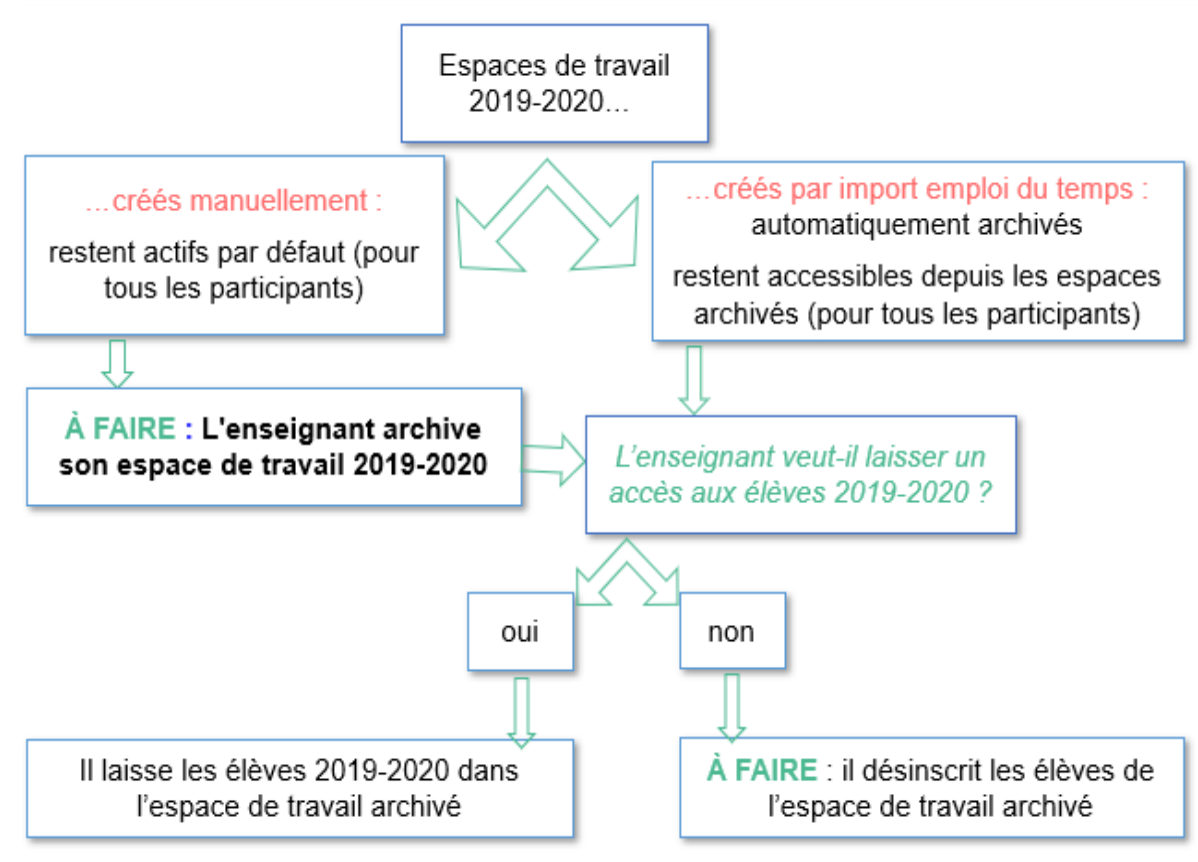 Espaces de travail
2019-2020…
…créés manuellement :
restent actifs par défaut (pour
tous les participants)
…créés par import emploi du temps :
automatiquement archivés
restent accessibles depuis les espaces
archivés (pour tous les participants)
À FAIRE : L'enseignant archive
son espace de travail 2019-2020
L’enseignant veut-il laisser un
accès aux élèves 2019-2020 ?
oui
non
Il laisse les élèves 2019-2020 dans
l’espace de travail archivé
À FAIRE : il désinscrit les élèves de
l’espace de travail archivé